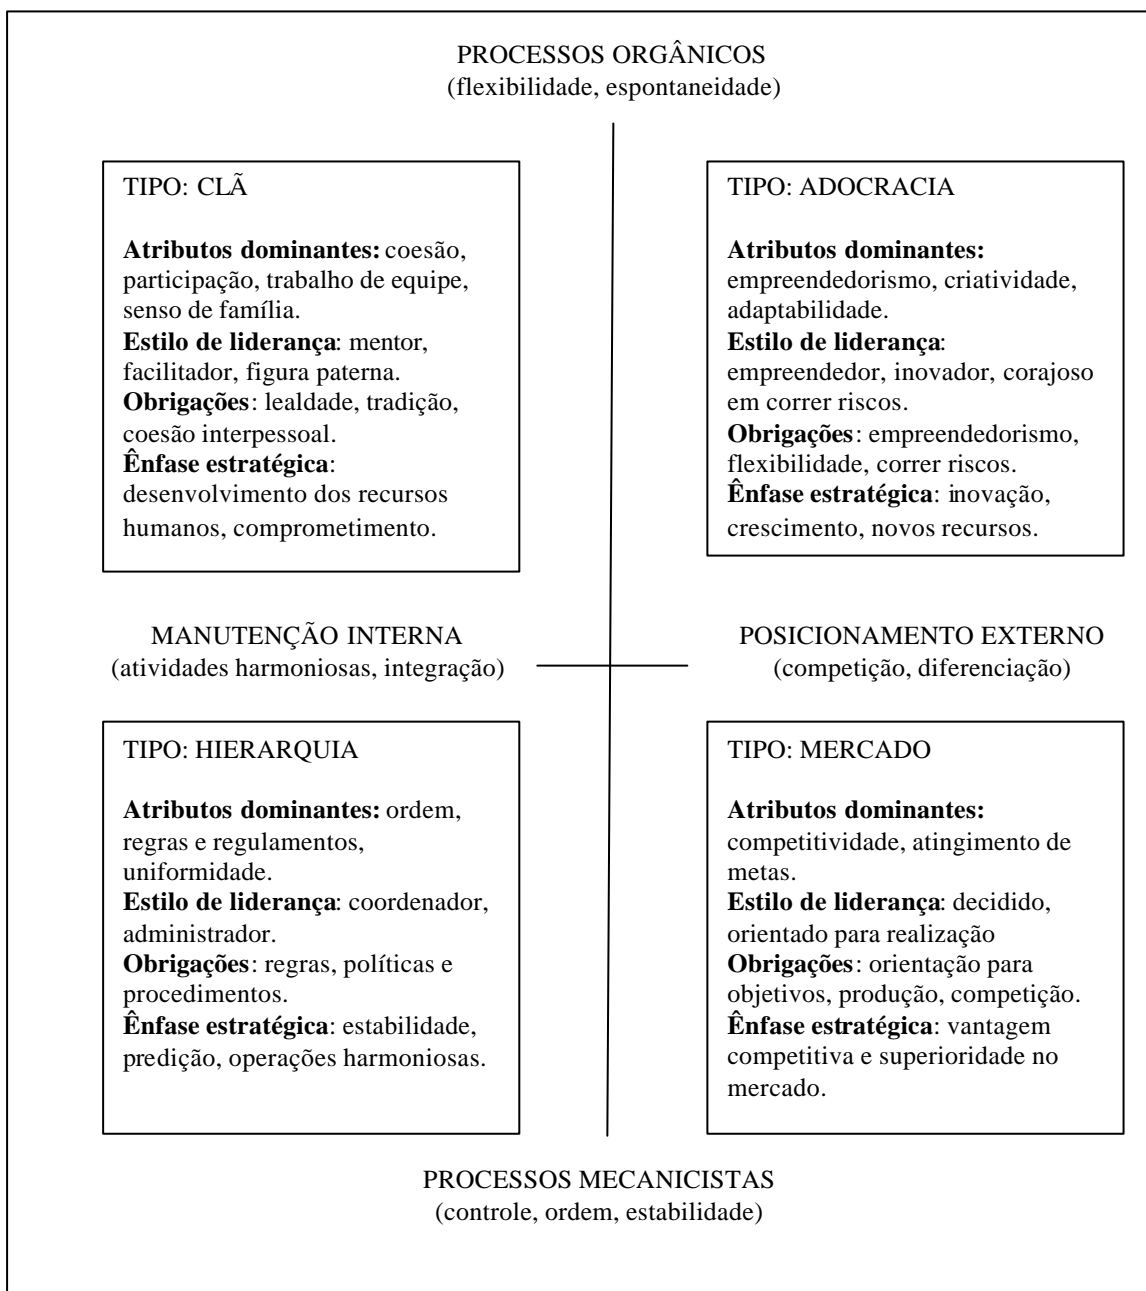 PROCESSOS ORGÂNICOS
(flexibilidade, espontaneidade)
TIPO: CLÃ
Atributos dominantes: coesão,
participação, trabalho de equipe,
senso de família.
Estilo de liderança: mentor,
facilitador, figura paterna.
Obrigações: lealdade, tradição,
coesão interpessoal.
Ênfase estratégica:
desenvolvimento dos recursos
humanos, comprometimento.
TIPO: ADOCRACIA
Atributos dominantes:
empreendedorismo, criatividade,
adaptabilidade.
Estilo de liderança:
empreendedor, inovador, corajoso
em correr riscos.
Obrigações: empreendedorismo,
flexibilidade, correr riscos.
Ênfase estratégica: inovação,
crescimento, novos recursos.
MANUTENÇÃO INTERNA
(atividades harmoniosas, integração)
POSICIONAMENTO EXTERNO
(competição, diferenciação)
TIPO: HIERARQUIA
Atributos dominantes: ordem,
regras e regulamentos,
uniformidade.
Estilo de liderança: coordenador,
administrador.
Obrigações: regras, políticas e
procedimentos.
Ênfase estratégica: estabilidade,
predição, operações harmoniosas.
TIPO: MERCADO
Atributos dominantes:
competitividade, atingimento de
metas.
Estilo de liderança: decidido,
orientado para realização
Obrigações: orientação para
objetivos, produção, competição.
Ênfase estratégica: vantagem
competitiva e superioridade no
mercado.
PROCESSOS MECANICISTAS
(controle, ordem, estabilidade)